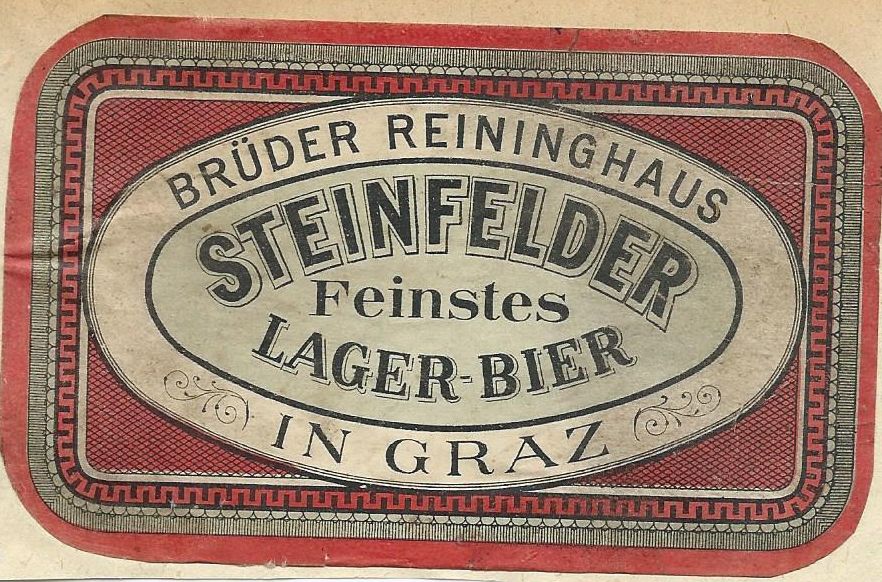 BRÜDER REININGHAUS
STEINFELDER
Feinstes
LAGER-BIER
IN GRAZ